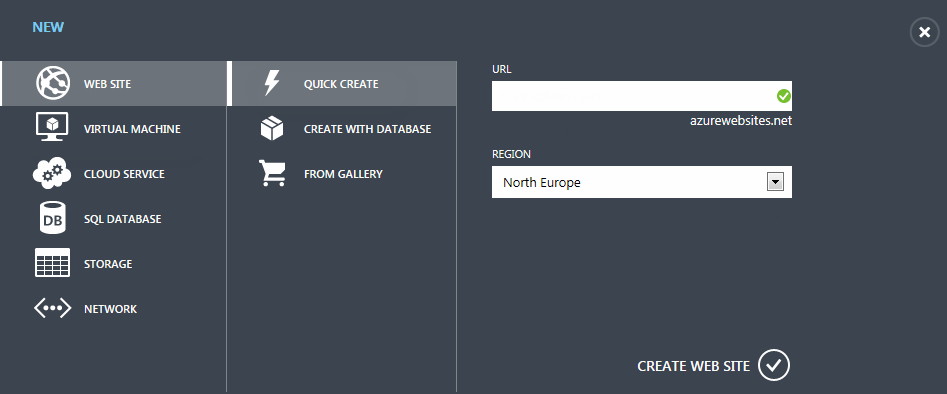 NEW
WEB SITE
VIRTUAL MACHINE
CLOUD SERVICE
DB
SQL DATABASE
STORAGE
NETWORK
QUICK CREATE
CREATE WITH DATABASE
FROM GALLERY
URL
azurewebsites.net
REGION
North Europe
CREATE WEB SITE